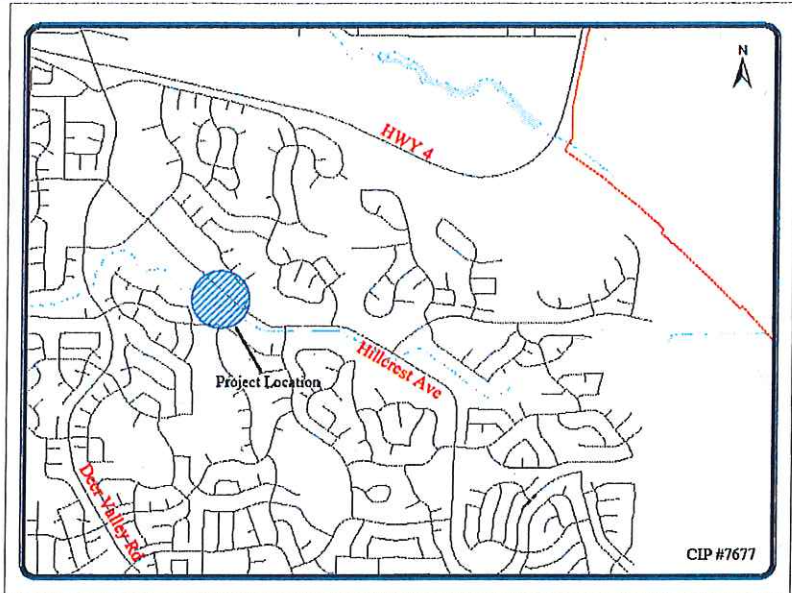 N
HWY 4
Project Location
Hillcrest Ave
Deer Valley Rd
CIP #7677